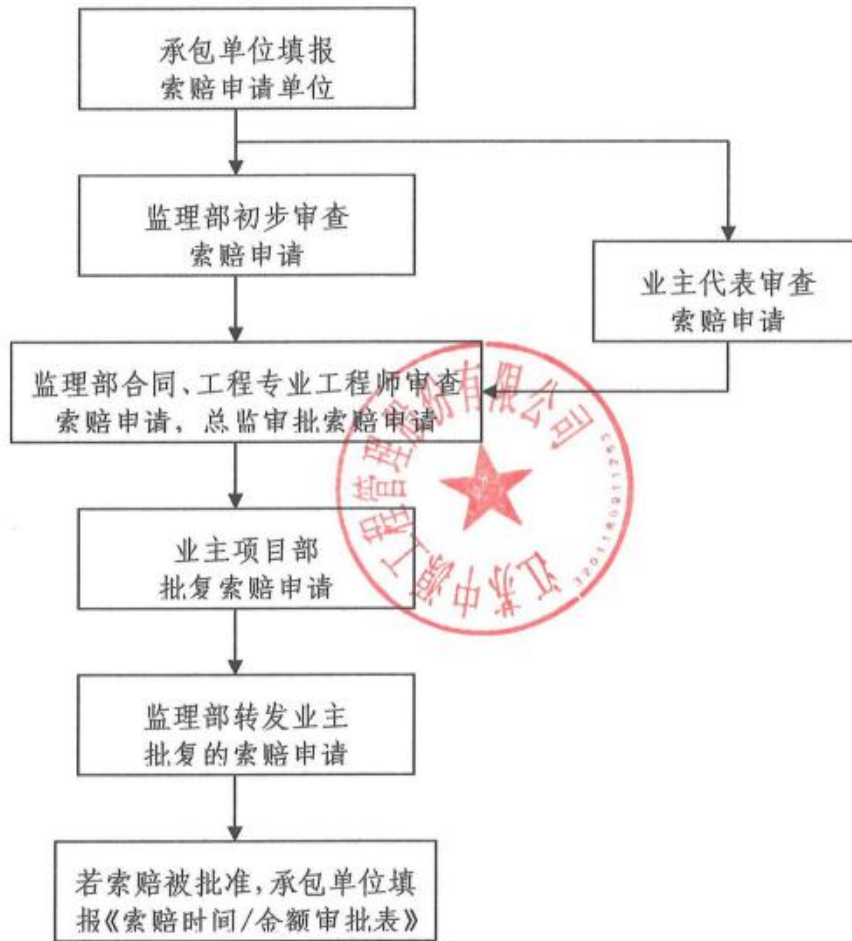 承包单位填报
索赔申请单位
监理部初步审查
索赔申请
业主代表审查
索赔申请
监理部合同、工程专业工程师审查
索赔申请，总监审批索赔申请
江苏中源工程管理股份有限公司
业主项目部
批复索赔申请
监理部转发业主
批复的索赔申请
若索赔被批准，承包单位填
报《索赔时间/金额审批表》